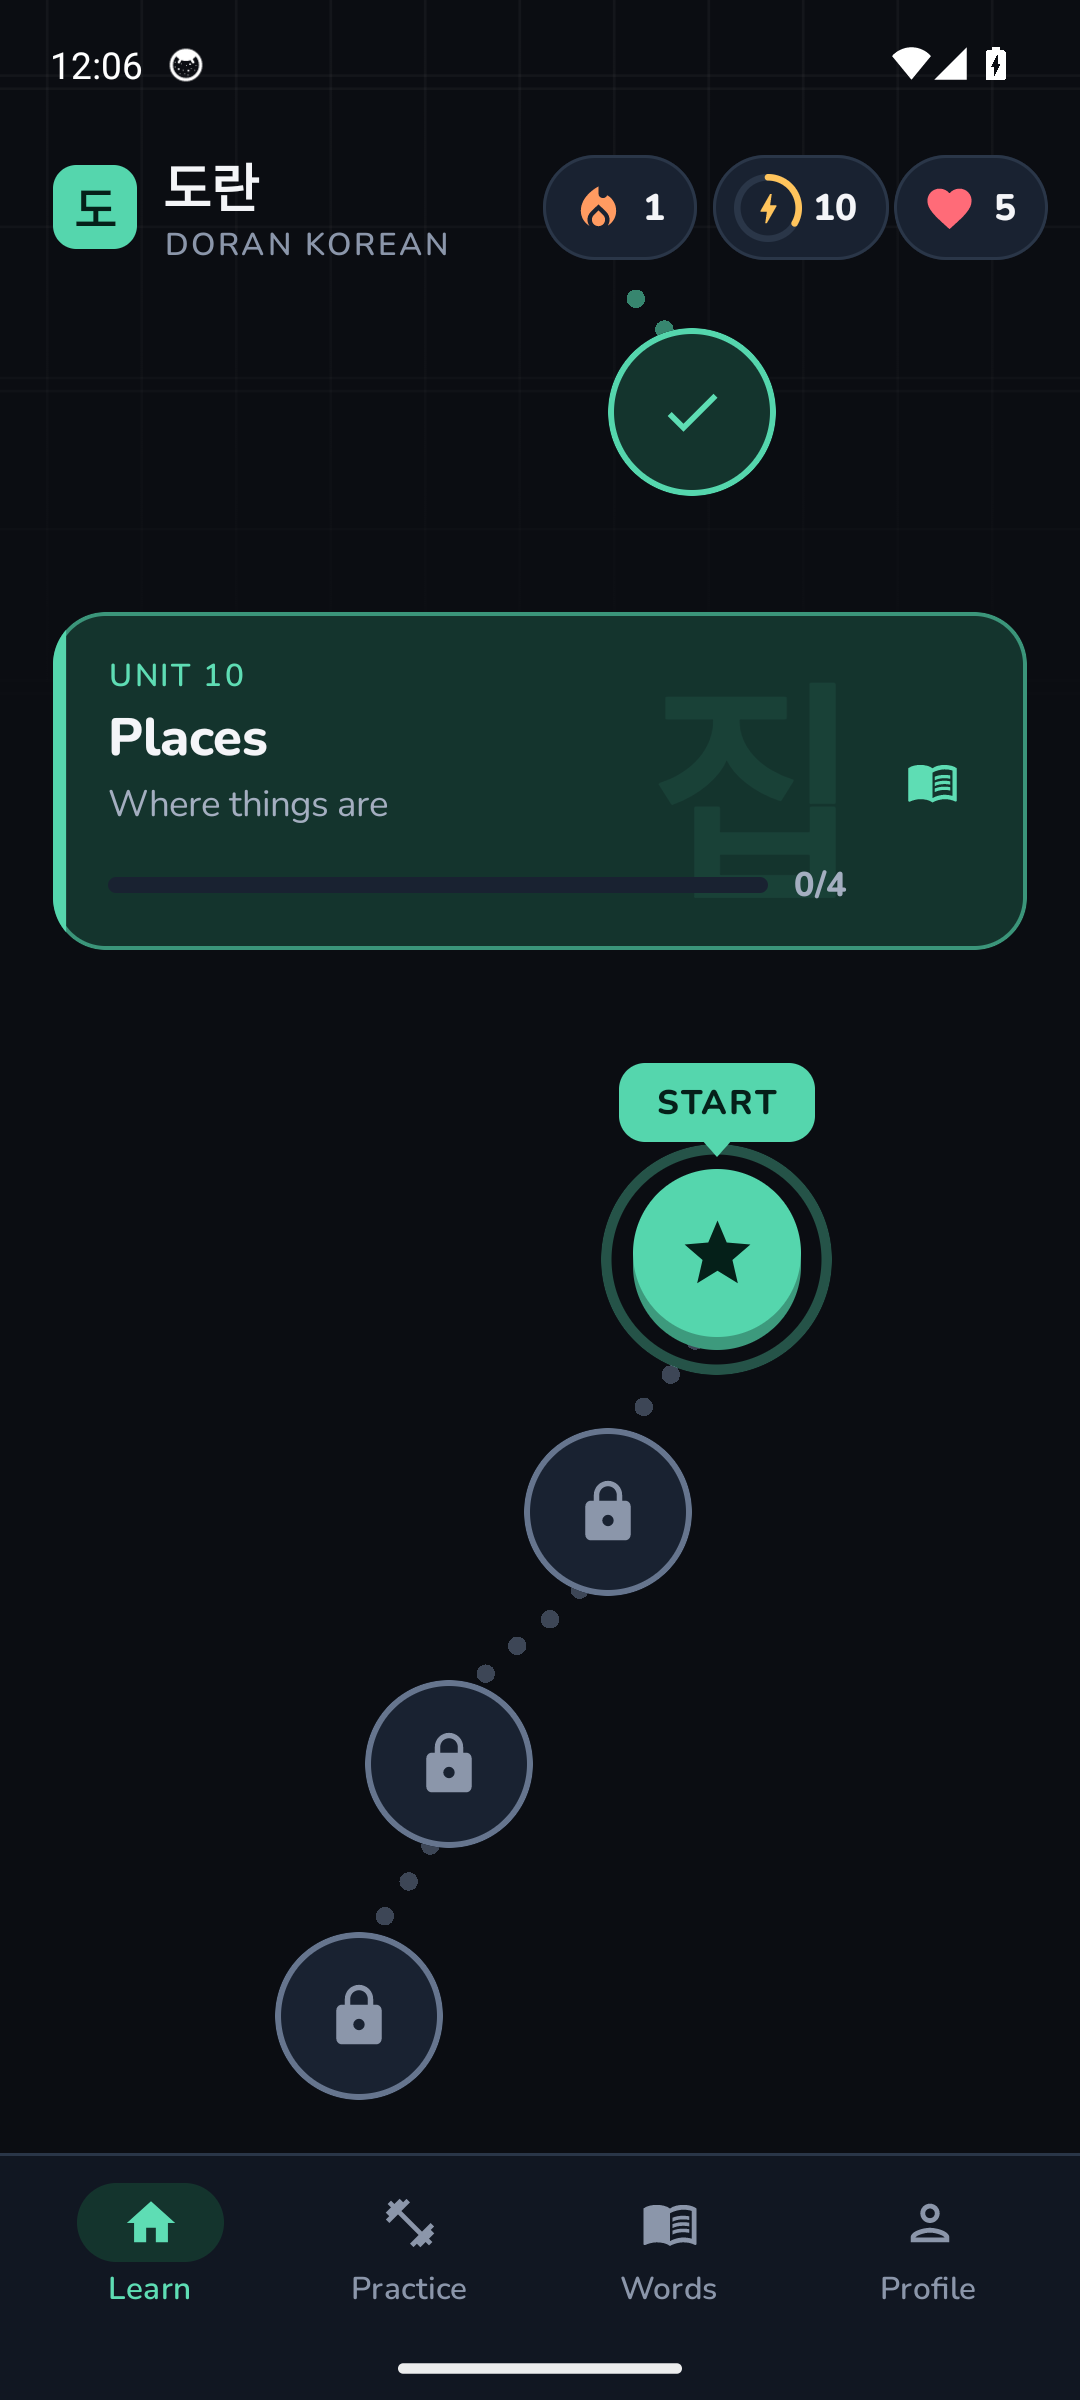 12:06
도
도란
DORAN KOREAN
1
10
5
UNIT 10
Places
Where things are
집
0/4
START
Learn
Practice
Words
Profile